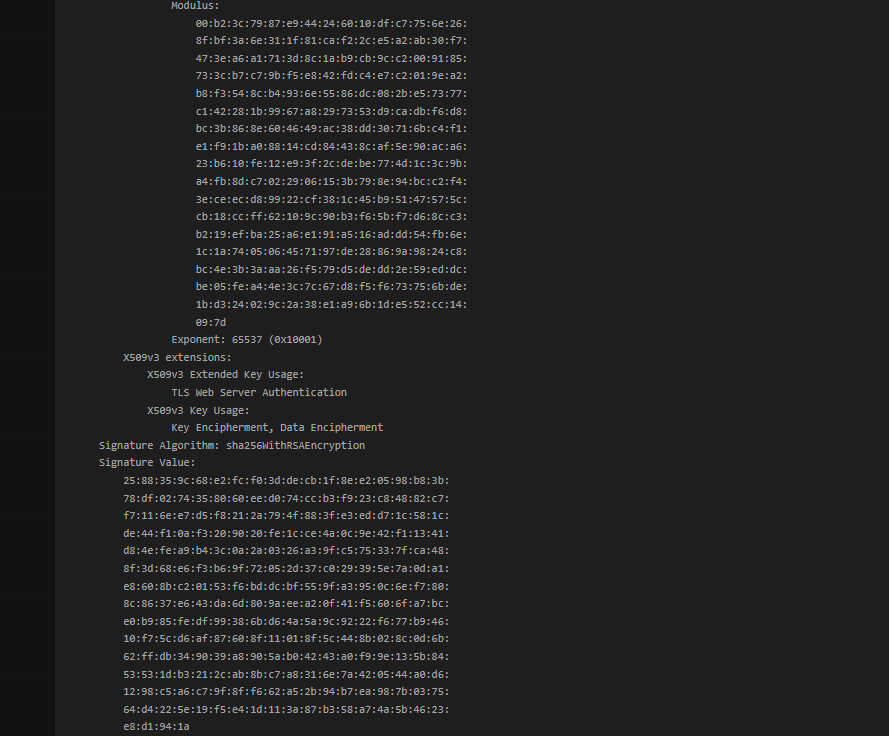 Modulus:
00:b2:3c:79:87:e9:44:24:60:10:df:c7:75:6e:26:
8f:bf:3a:6e:31:1f:81:ca:f2:2c:e5:a2:ab:30:f7:
47:3e:a6:a1:71:3d:8c:1a:b9:cb:9c:c2:00:91:85:
73:3c:b7:c7:9b:f5:e8:42:fd:c4:e7:c2:01:9e:a2:
b8:f3:54:8c:b4:93:6e:55:86:dc:08:2b:e5:73:77:
c1:42:28:1b:99:67:a8:29:73:53:d9:ca:db:f6:d8:
bc:3b:86:8e:60:46:49:ac:38:dd:30:71:6b:c4:f1:
e1:f9:1b:a0:88:14:cd:84:43:8c:af:5e:90:ac:a6:
23:b6:10:fe:12:e9:3f:2c:de:be:77:4d:1c:3c:9b:
a4:fb:8d:c7:02:29:06:15:3b:79:8e:94:bc:c2:f4:
3e:ce:ec:d8:99:22:cf:38:1c:45:b9:51:47:57:5c:
cb:18:cc:ff:62:10:9c:90:b3:f6:5b:f7:d6:8c:c3:
b2:19:ef:ba:25:a6:e1:91:a5:16:ad:dd:54:fb:6e:
1c:1a:74:05:06:45:71:97:de:28:86:9a:98:24:c8:
bc:4e:3b:3a:aa:26:f5:79:d5:de:dd:2e:59:ed:dc:
be:05:fe:a4:4e:3c:7c:67:d8:f5:f6:73:75:6b:de:
1b:d3:24:02:9c:2a:38:e1:a9:6b:1d:e5:52:cc:14:
09:7d
Exponent: 65537 (0x10001)
X509v3 extensions:
X509v3 Extended Key Usage:
TLS Web Server Authentication
X509v3 Key Usage:
Key Encipherment, Data Encipherment
Signature Algorithm: sha256WithRSAEncryption
Signature Value:
25:88:35:9c:68:e2:fc:f0:3d:de:cb:1f:8e:e2:05:98:b8:3b:
78:df:02:74:35:80:60:ee:d0:74:cc:b3:f9:23:c8:48:82:c7:
f7:11:6e:e7:d5:f8:21:2a:79:4f:88:3f:e3:ed:d7:1c:58:1c:
de:44:f1:0a:f3:20:90:20:fe:1c:ce:4a:0c:9e:42:f1:13:41:
d8:4e:fe:a9:b4:3c:0a:2a:03:26:a3:9f:c5:75:33:7f:ca:48:
8f:3d:68:e6:f3:b6:9f:72:05:2d:37:c0:29:39:5e:7a:0d:a1:
e8:60:8b:c2:01:53:f6:bd:dc:bf:55:9f:a3:95:0c:6e:f7:80:
8c:86:37:e6:43:da:6d:80:9a:ee:a2:0f:41:f5:60:6f:a7:bc:
e0:b9:85:fe:df:99:38:6b:d6:4a:5a:9c:92:22:f6:77:b9:46:
10:f7:5c:d6:af:87:60:8f:11:01:8f:5c:44:8b:02:8c:0d:6b:
62:ff:db:34:90:39:a8:90:5a:b0:42:43:a0:f9:9e:13:5b:84:
53:53:1d:b3:21:2c:ab:8b:c7:a8:31:6e:7a:42:05:44:a0:d6:
12:98:c5:a6:c7:9f:8f:f6:62:a5:2b:94:b7:ea:98:7b:03:75:
64:d4:22:5e:19:f5:e4:1d:11:3a:87:b3:58:a7:4a:5b:46:23:
e8:d1:94:1a